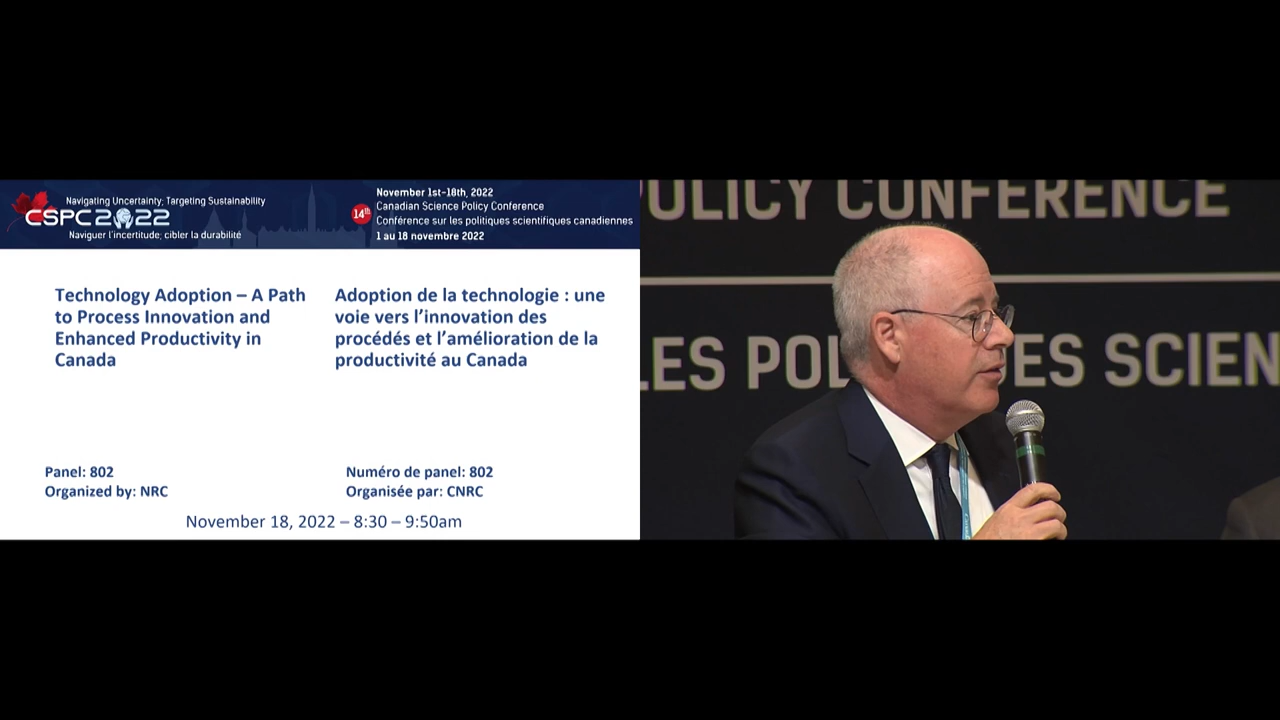 Navigating Uncertainty; Targeting Sustainability
CSPC2022
Naviguer l'incertitude; cibler la durabilité
14th
November 1st-18th, 2022
Canadian Science Policy Conference
Conférence sur les politiques scientifiques canadiennes
1 au 18 novembre 2022
Technology Adoption – A Path
to Process Innovation and
Enhanced Productivity in
Canada
Adoption de la technologie : une
voie vers l’innovation des
procédés et l’amélioration de la
productivité au Canada
Panel: 802
Organized by: NRC
Numéro de panel: 802
Organisée par: CNRC
November 18, 2022 – 8:30 – 9:50am
POLICY CONFERENCE
LES POL UES SCIEN